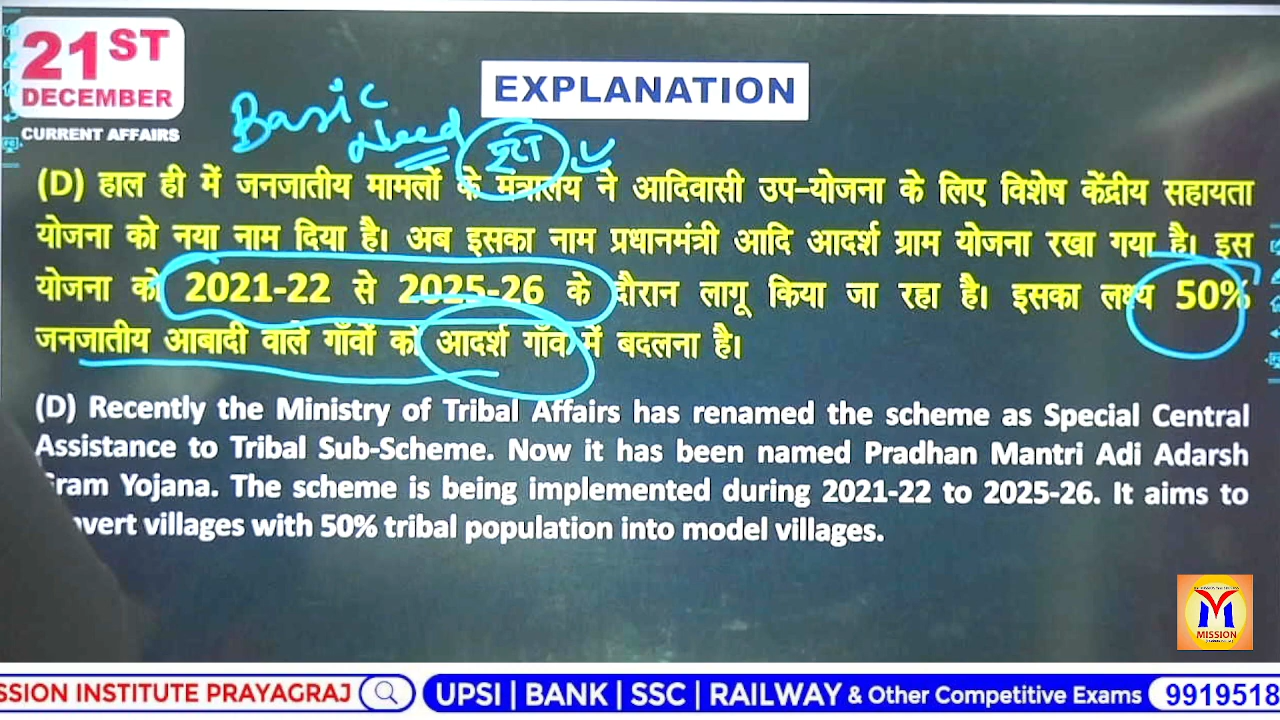 21ST
DECEMBER
CURRENT AFFAIRS
EXPLANATION
Basic
Need
(D) हाल ही में जनजातीय मामलों के मंत्रालय ने आदिवासी उप-योजना के लिए विशेष केंद्रीय सहायता
योजना को नया नाम दिया है। अब इसका नाम प्रधानमंत्री आदि आदर्श ग्राम योजना रखा गया है। इस
योजना को 2021-22 से 2025-26 के दौरान लागू किया जा रहा है। इसका लक्ष्य 50%
जनजातीय आबादी वाले गाँवों को आदर्श गाँव में बदलना है।
(D) Recently the Ministry of Tribal Affairs has renamed the scheme as Special Central
Assistance to Tribal Sub-Scheme. Now it has been named Pradhan Mantri Adi Adarsh
ram Yojana. The scheme is being implemented during 2021-22 to 2025-26. It aims to
vert villages with 50% tribal population into model villages.
MISSION
SSION INSTITUTE PRAYAGRAJ
UPSI | BANK | SSC | RAILWAY & Other Competitive Exams
9919518